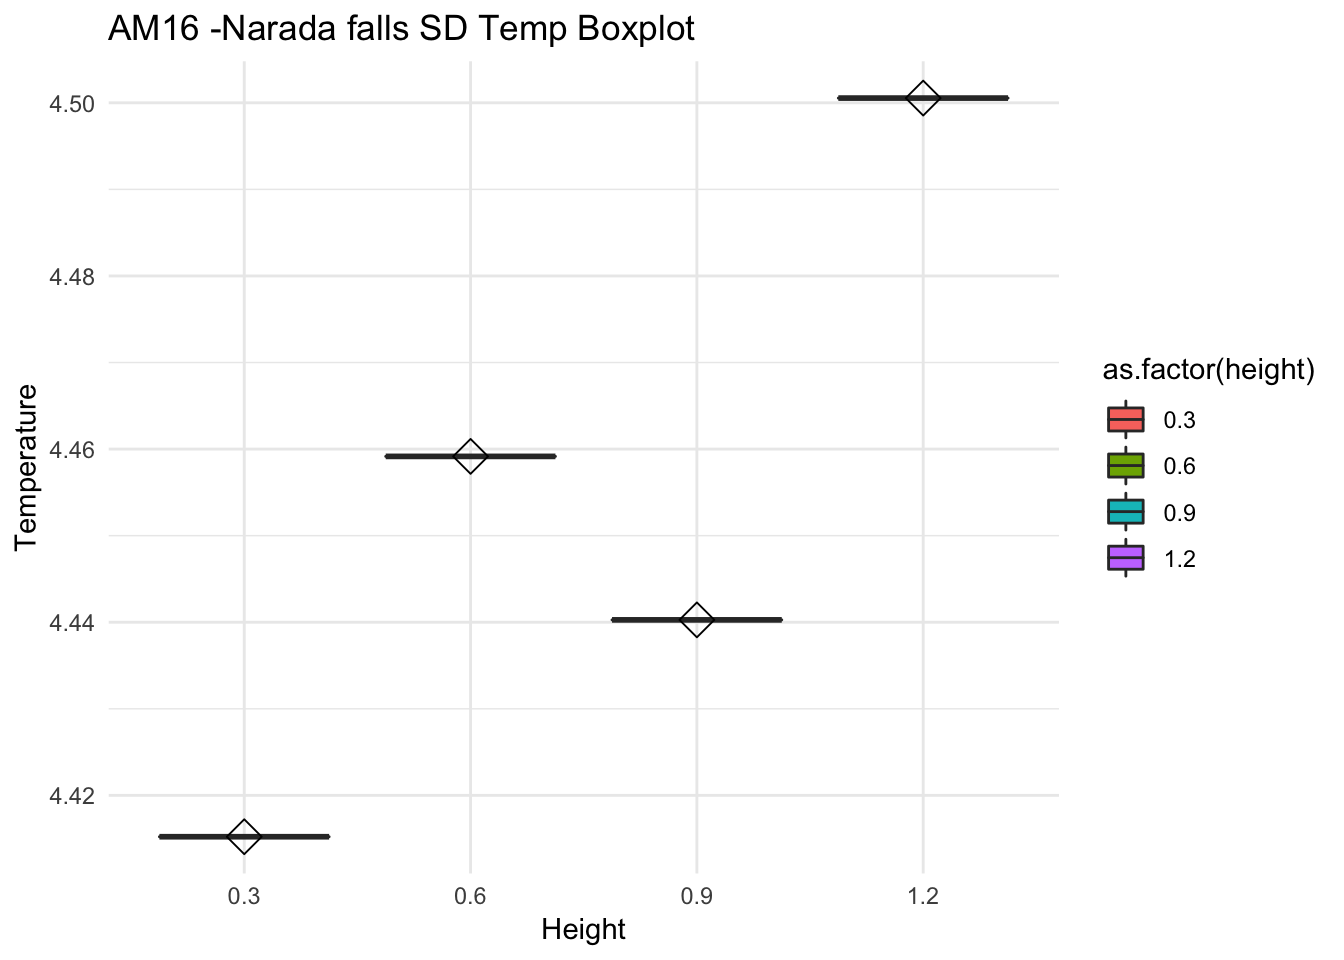 AM16 -Narada falls SD Temp Boxplot
4.50
4.48
4.46
4.44
4.42
Temperature
0.3 0.6 0.9 1.2
Height
as.factor(height)
0.3
0.6
0.9
1.2